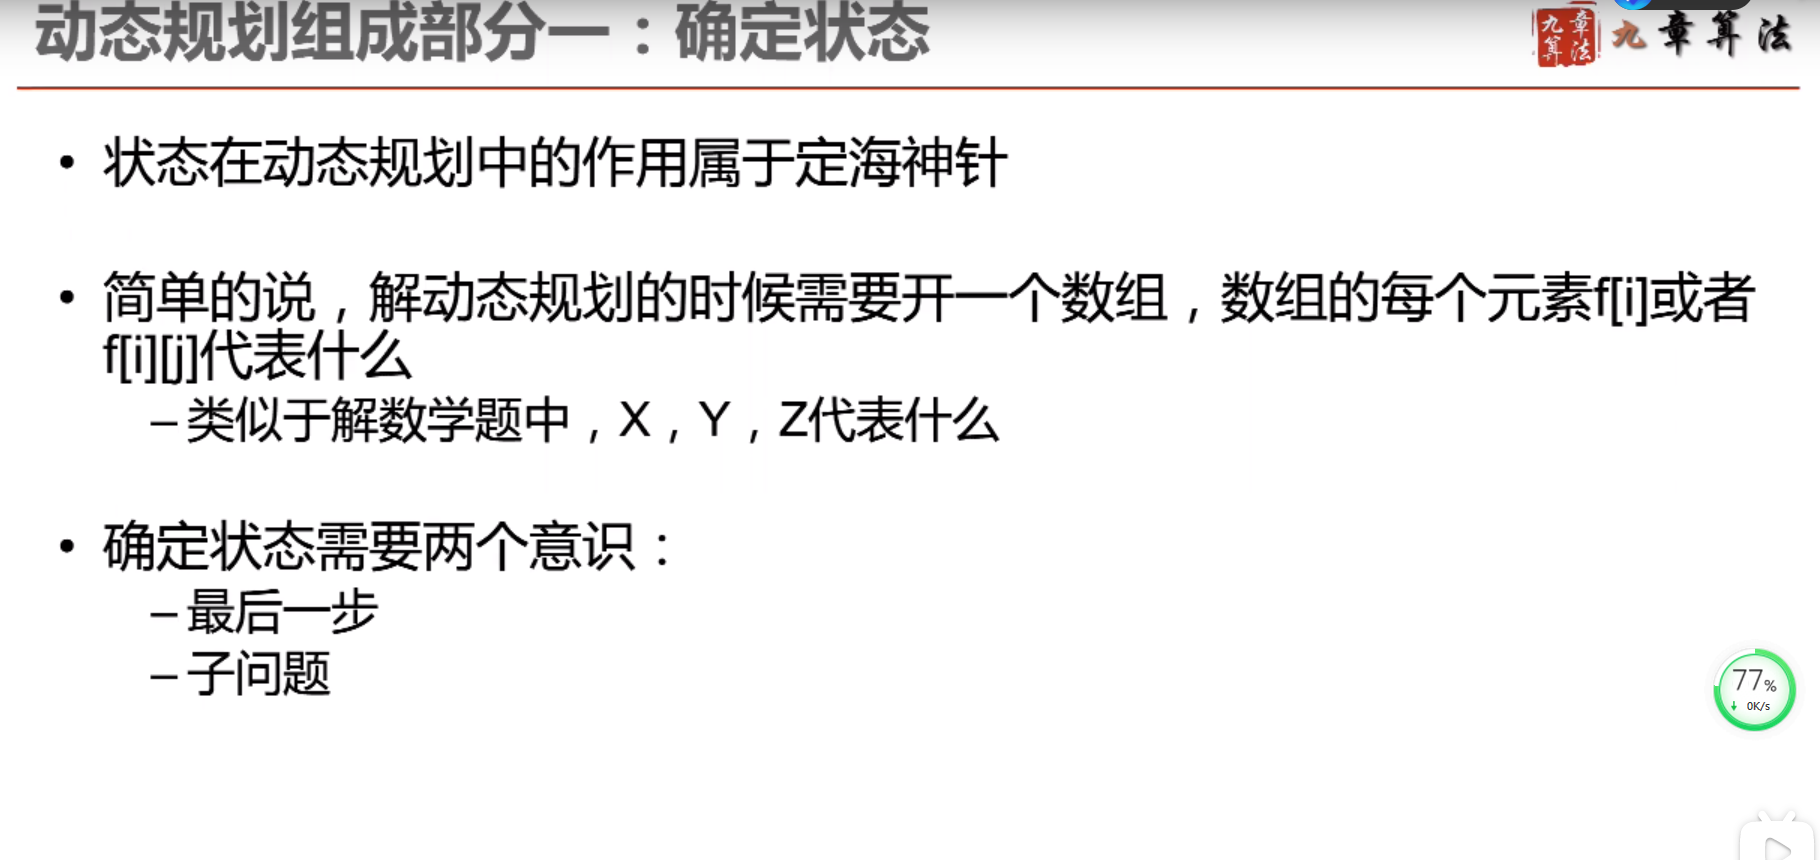 动态规划组成部分一：确定状态
九章算法
九章算法
• 状态在动态规划中的作用属于定海神针
• 简单的说，解动态规划的时候需要开一个数组，数组的每个元素f[i]或者
f[i][j]代表什么
– 类似于解数学题中，X，Y，Z代表什么
• 确定状态需要两个意识：
– 最后一步
– 子问题
77%
↓ 0K/s